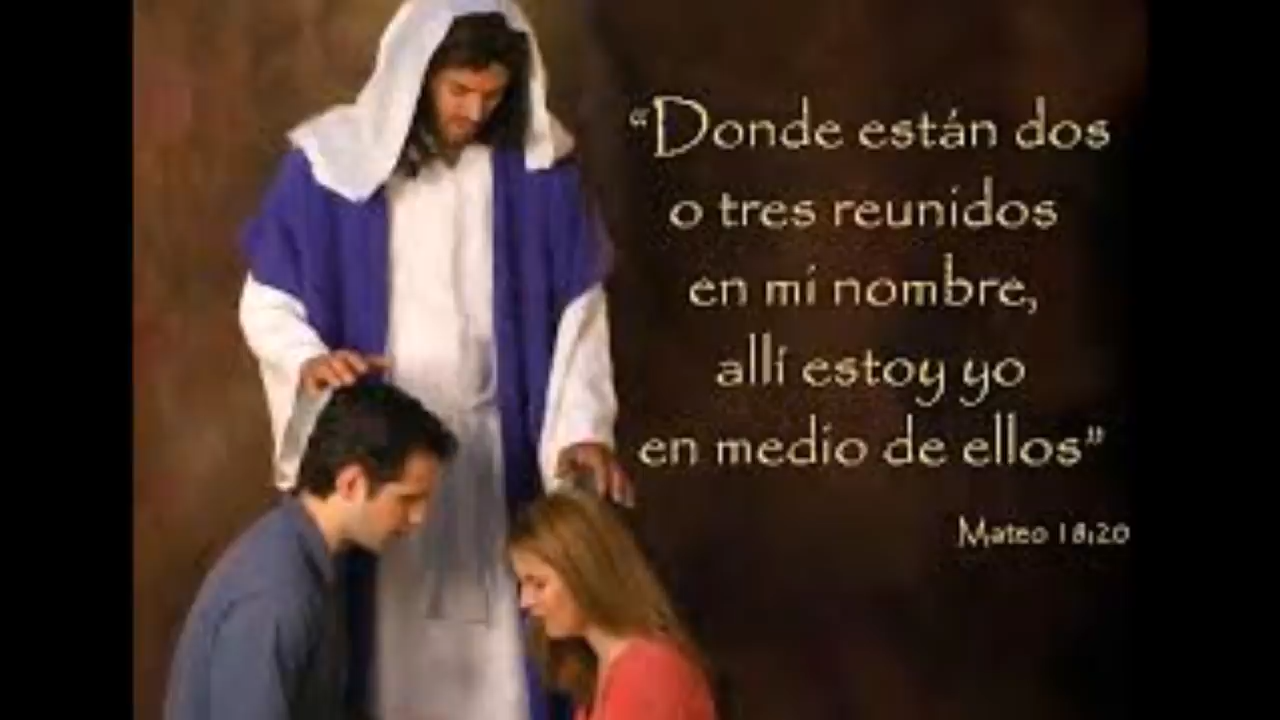 “Donde están dos
o tres reunidos
en mi nombre,
allí estoy yo
en medio de ellos”
Mateo 18:20